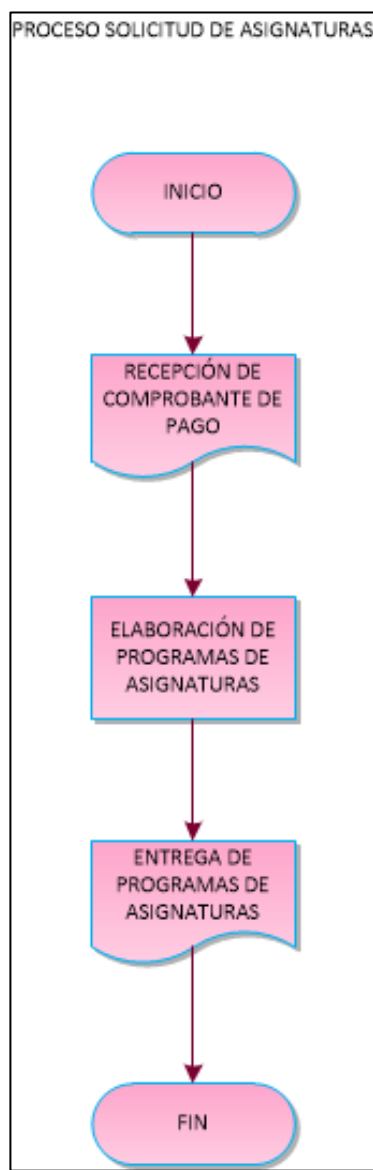 PROCESO SOLICITUD DE ASIGNATURAS
INICIO
RECEPCIÓN DE
COMPROBANTE DE
PAGO
ELABORACIÓN DE
PROGRAMAS DE
ASIGNATURAS
ENTREGA DE
PROGRAMAS DE
ASIGNATURAS
FIN